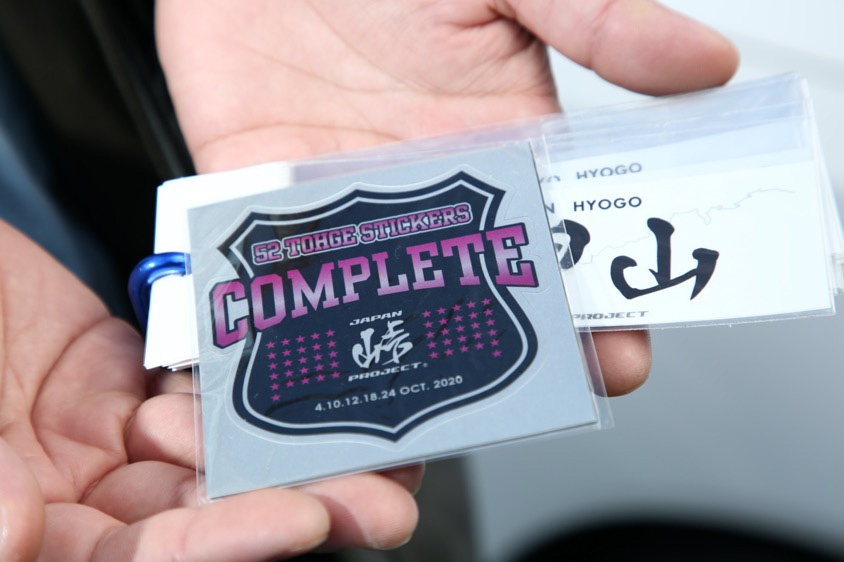 52 TOHGE STICKERS
COMPLETE
JAPAN
峠
PROJECT®
4.10.12.18.24 OCT. 2020
HYOGO
HYOGO
山
PROJECT